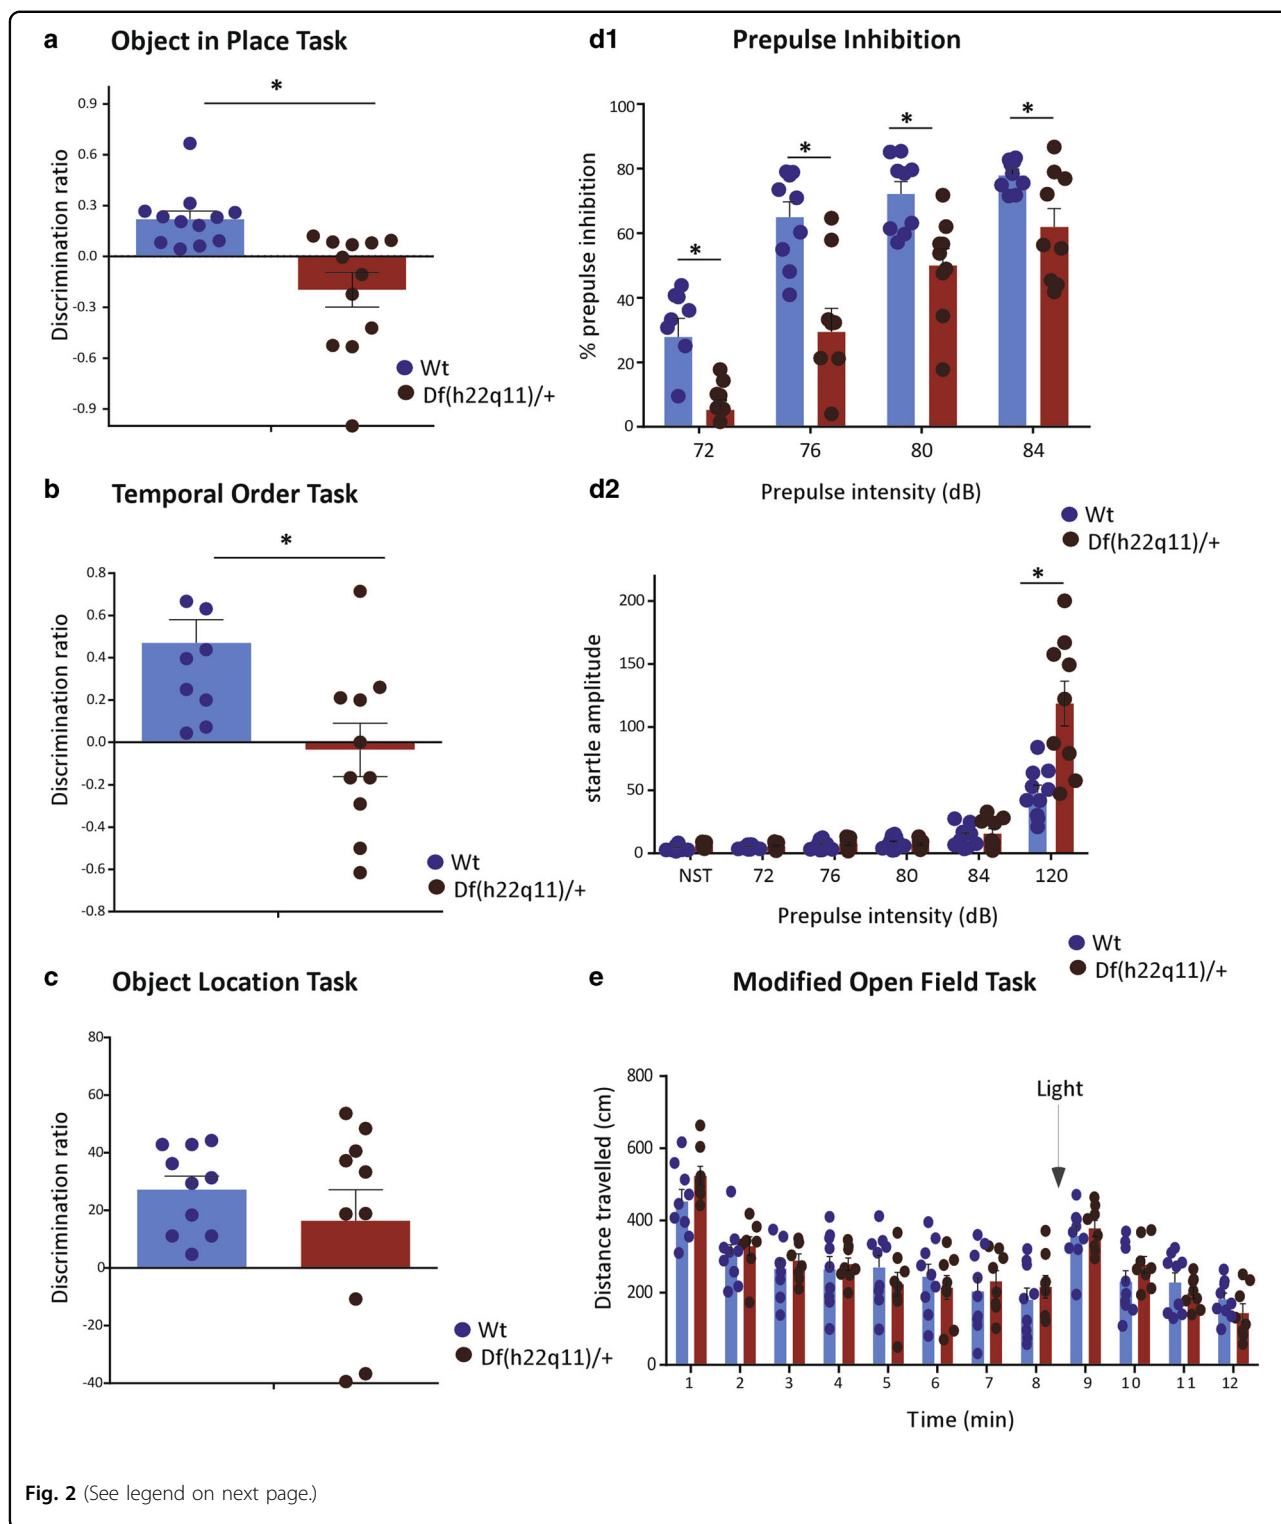 a Object in Place Task
*
Discrimination ratio
0.9
0.6
0.3
0.0
-0.3
-0.6
-0.9
Wt
Df(h22q11)/+
b Temporal Order Task
*
Discrimination ratio
0.8
0.6
0.4
0.2
0.0
-0.2
-0.4
-0.6
-0.8
Wt
Df(h22q11)/+
c Object Location Task
Discrimination ratio
80
60
40
20
0
-20
-40
Wt
Df(h22q11)/+
d1 Prepulse Inhibition
% prepulse inhibition
100
80
60
40
20
0
* * * *
72 76 80 84
Prepulse intensity (dB)
d2
Wt
Df(h22q11)/+
*
startle amplitude
200
150
100
50
0
NST 72 76 80 84 120
Prepulse intensity (dB)
Wt
Df(h22q11)/+
e Modified Open Field Task
Distance travelled (cm)
800
600
400
200
0
Light
1 2 3 4 5 6 7 8 9 10 11 12
Time (min)
Fig. 2 (See legend on next page.)